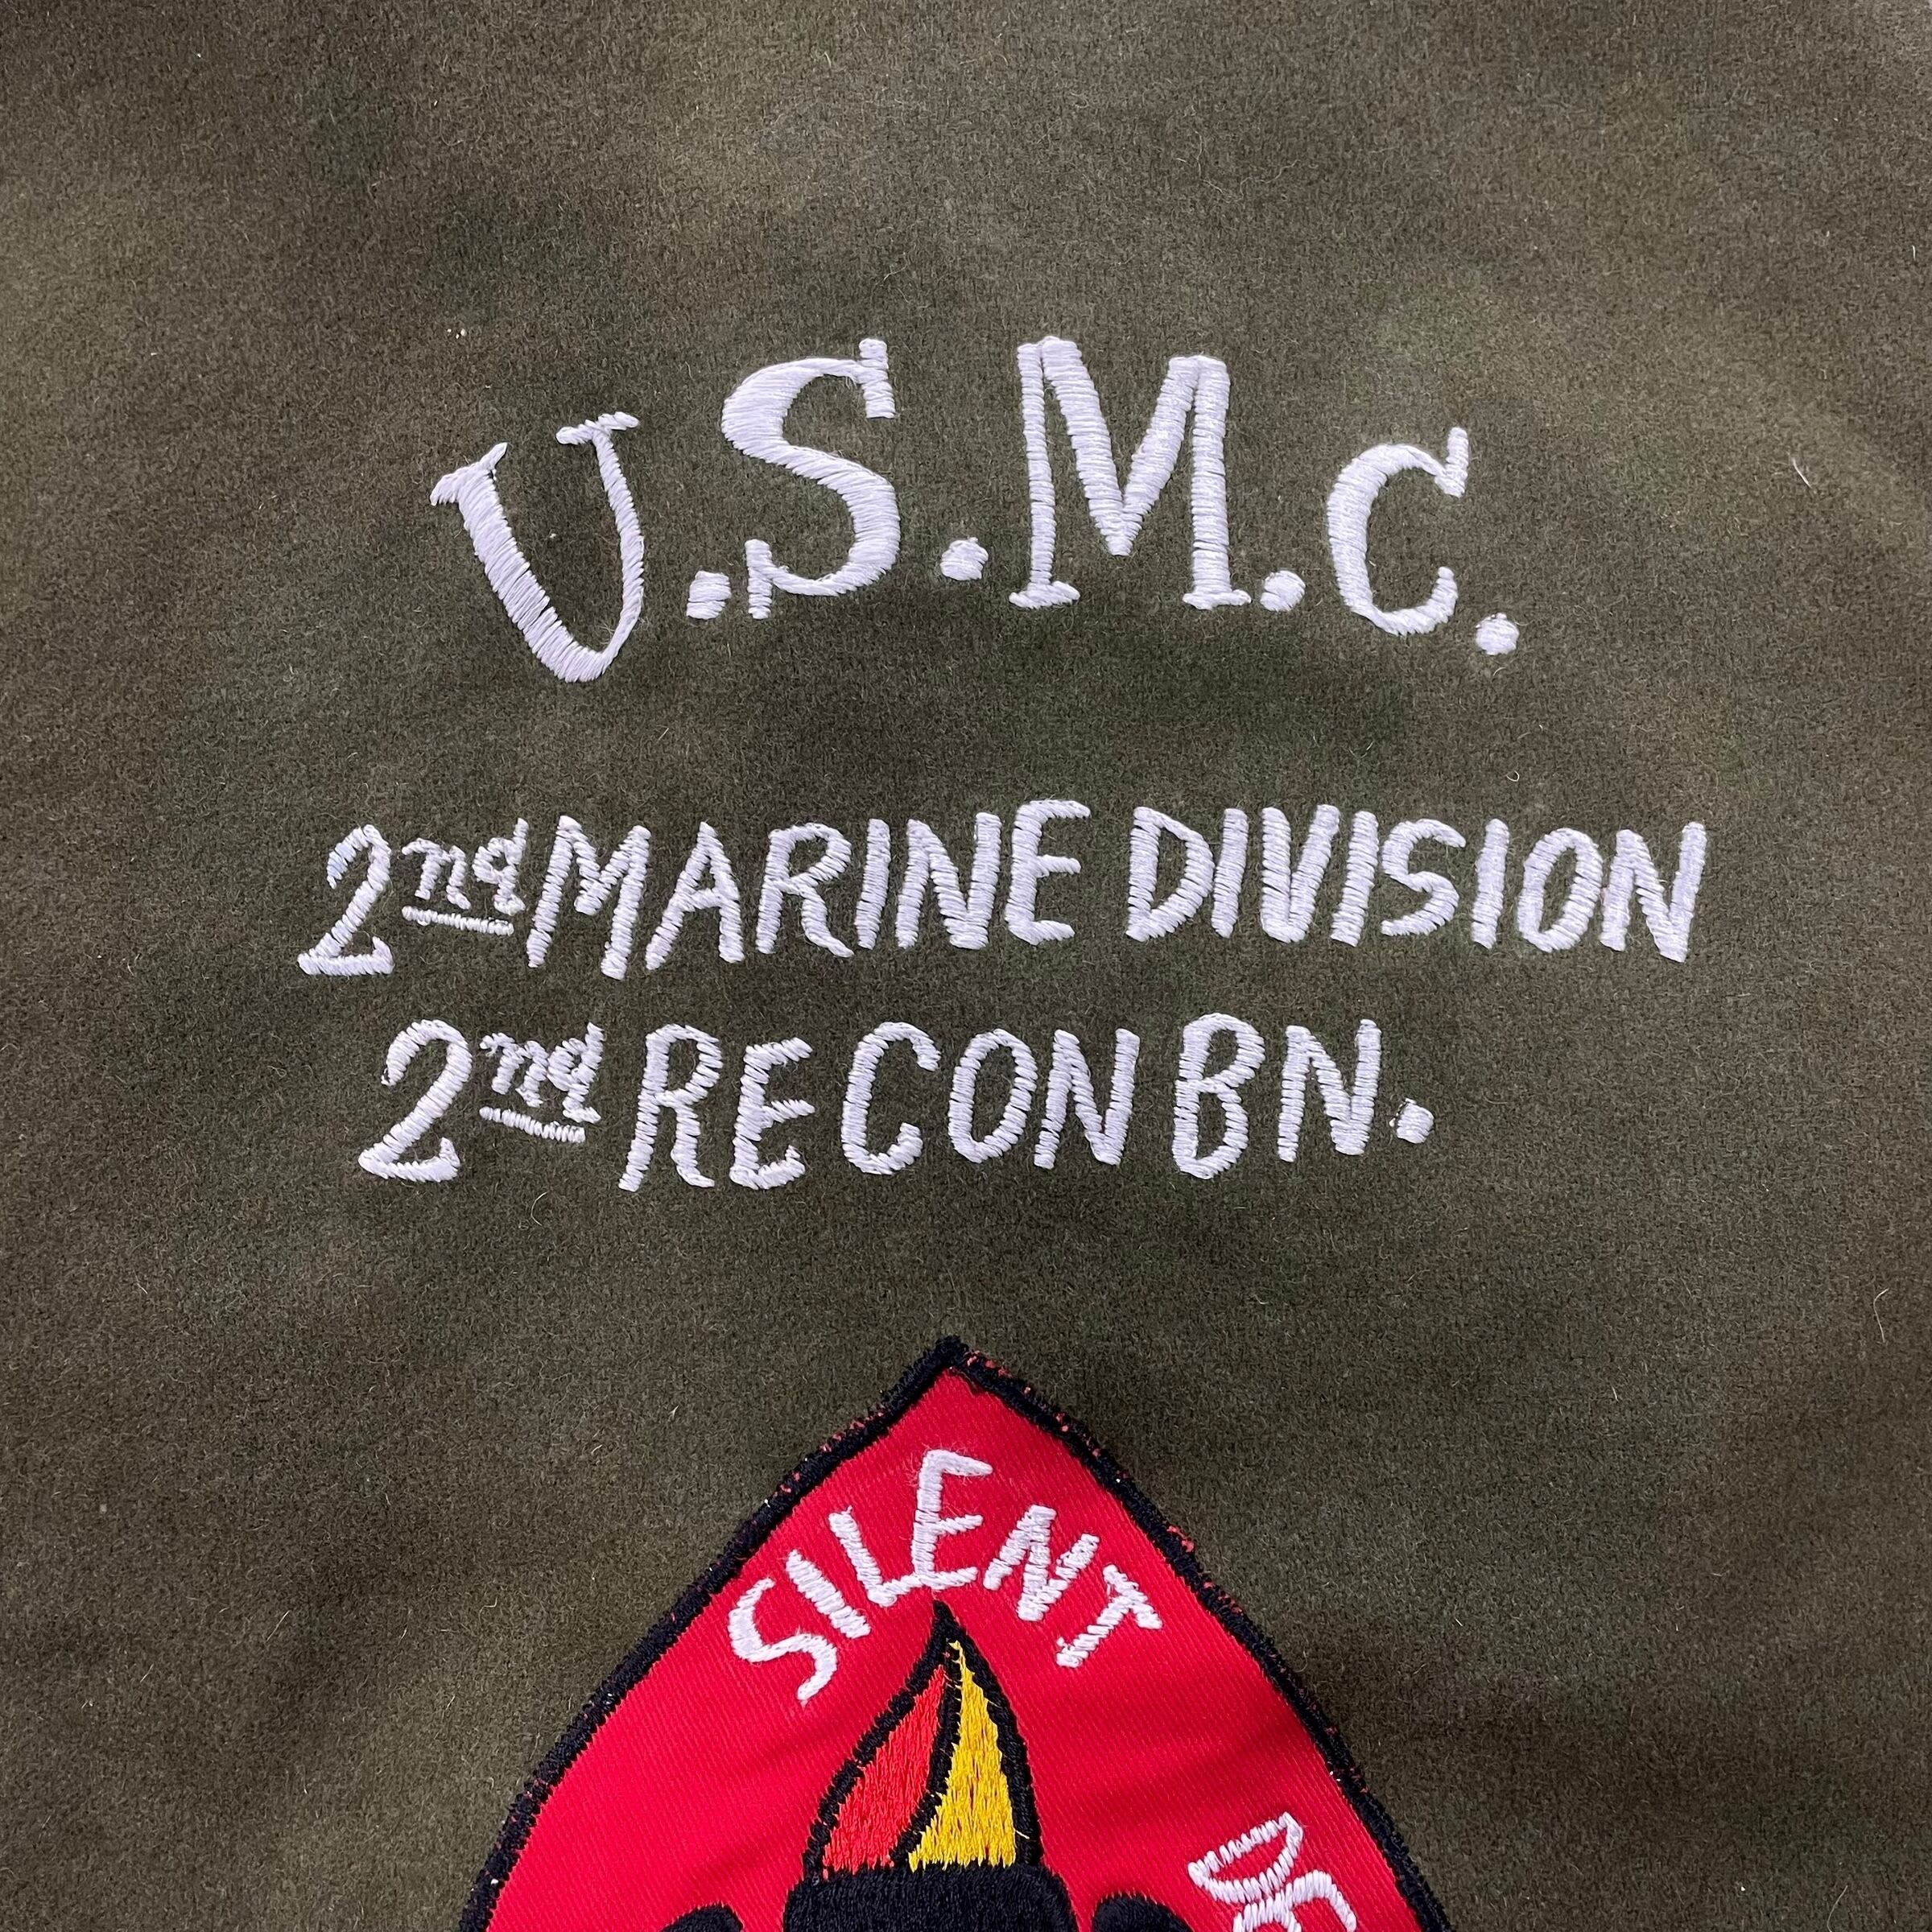 U.S.M.C.
2nd MARINE DIVISION
2nd RECON BN.
SILENT